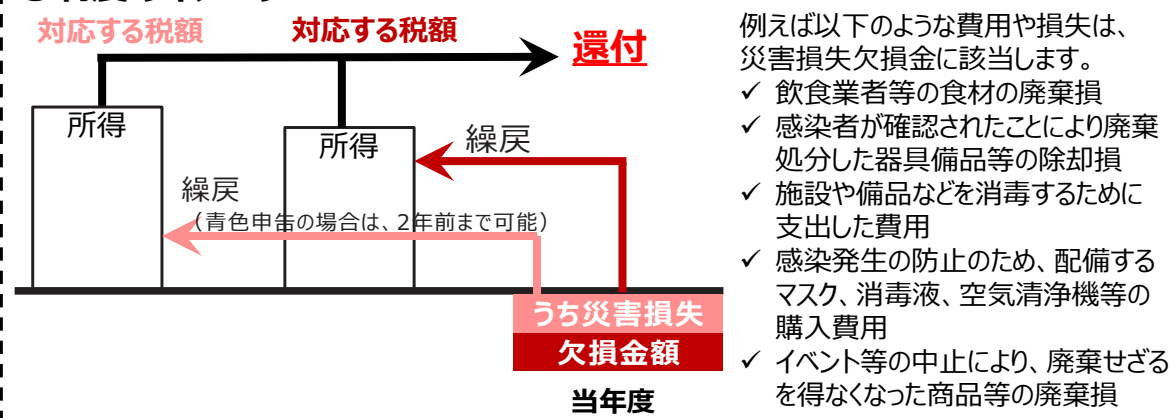 対応する税額
対応する税額
還付
所得
所得
繰戻
繰戻
(青色申告の場合は、2年前まで可能)
うち災害損失
欠損金額
当年度
例えば以下のような費用や損失は、
災害損失欠損金に該当します。
✓ 飲食業者等の食材の廃棄損
✓ 感染者が確認されたことにより廃棄
処分した器具備品等の除却損
✓ 施設や備品などを消毒するために
支出した費用
✓ 感染発生の防止のため、配備する
マスク、消毒液、空気清浄機等の
購入費用
✓ イベント等の中止により、廃棄せざる
を得なくなった商品等の廃棄損